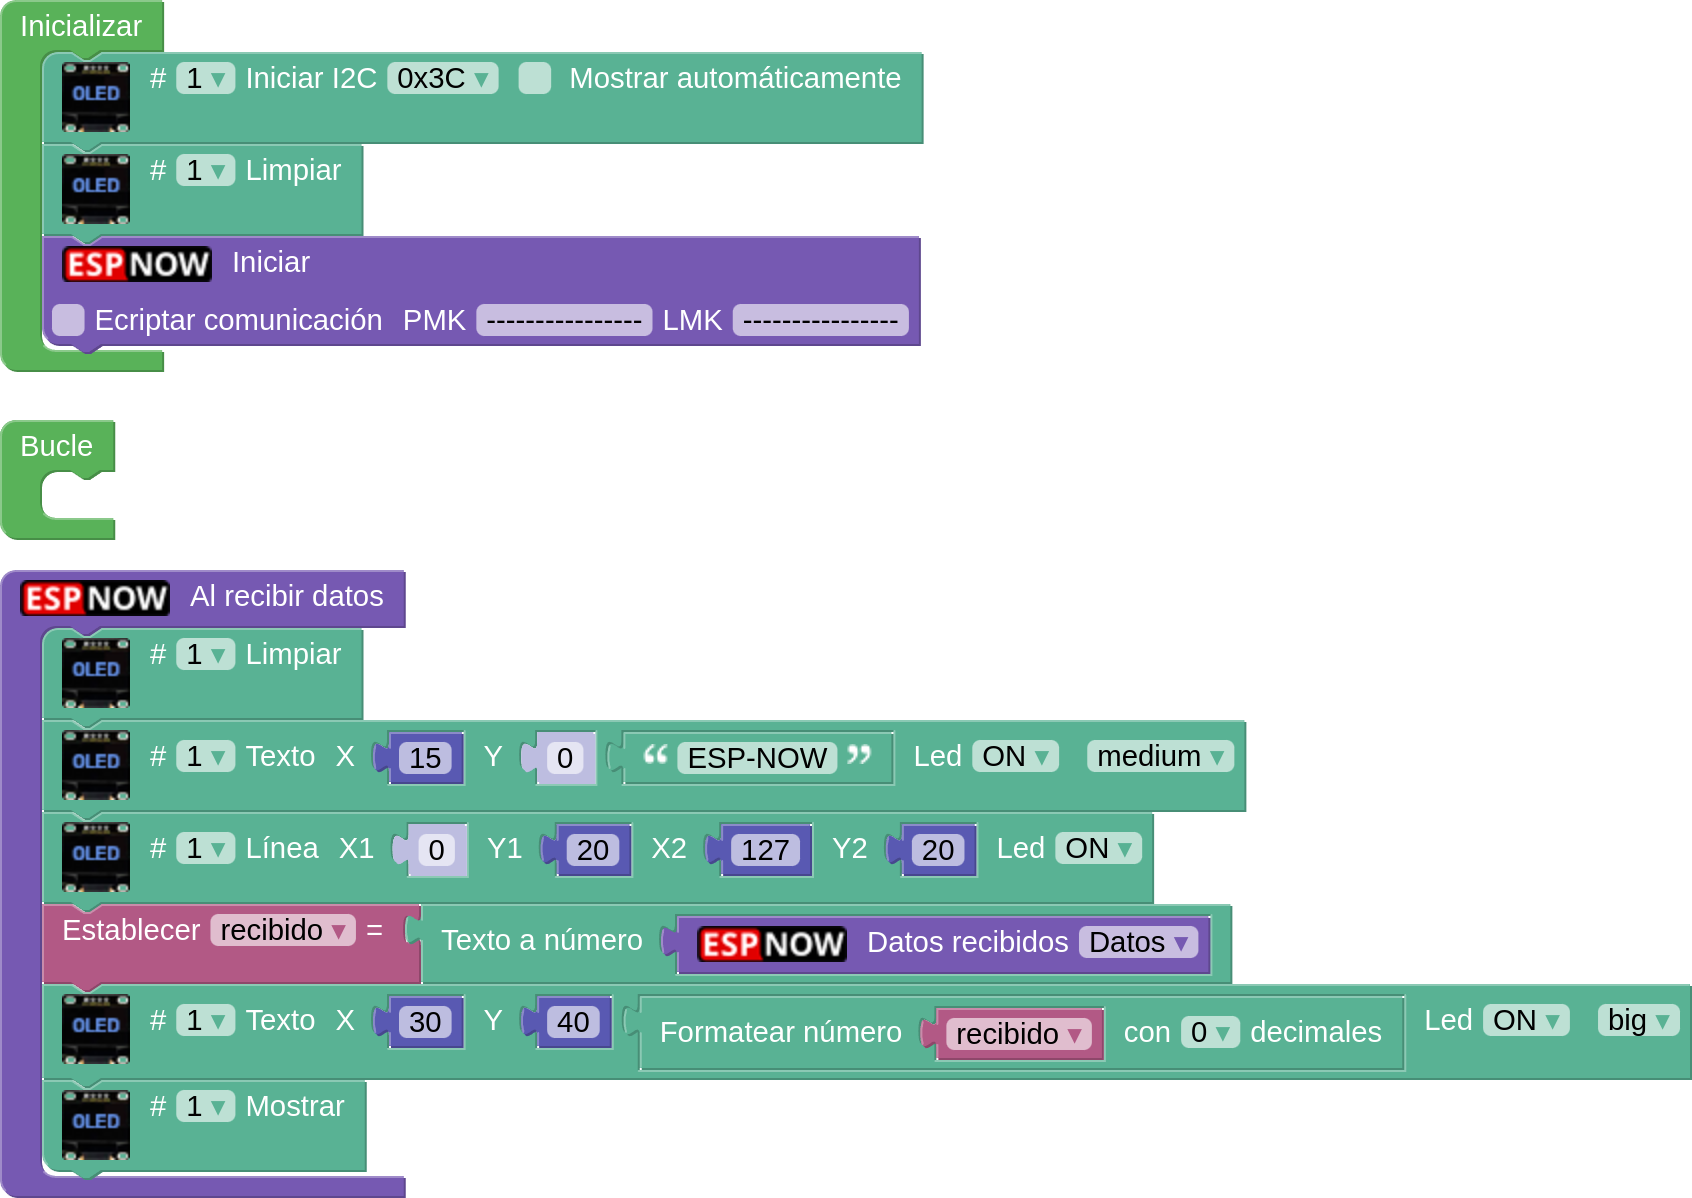 Inicializar
OLED # 1 ▾ Iniciar I2C 0x3C ▾ Mostrar automáticamente
OLED # 1 ▾ Limpiar
ESP NOW Iniciar
Ecriptar comunicación PMK ---------------- LMK ----------------
Bucle
ESP NOW Al recibir datos
OLED # 1 ▾ Limpiar
OLED # 1 ▾ Texto X 15 Y 0 “ ESP-NOW ” Led ON ▾ medium ▾
OLED # 1 ▾ Línea X1 0 Y1 20 X2 127 Y2 20 Led ON ▾
Establecer recibido ▾ = Texto a número ESP NOW Datos recibidos Datos ▾
OLED # 1 ▾ Texto X 30 Y 40 Formatear número recibido ▾ con 0 ▾ decimales Led ON ▾ big ▾
OLED # 1 ▾ Mostrar